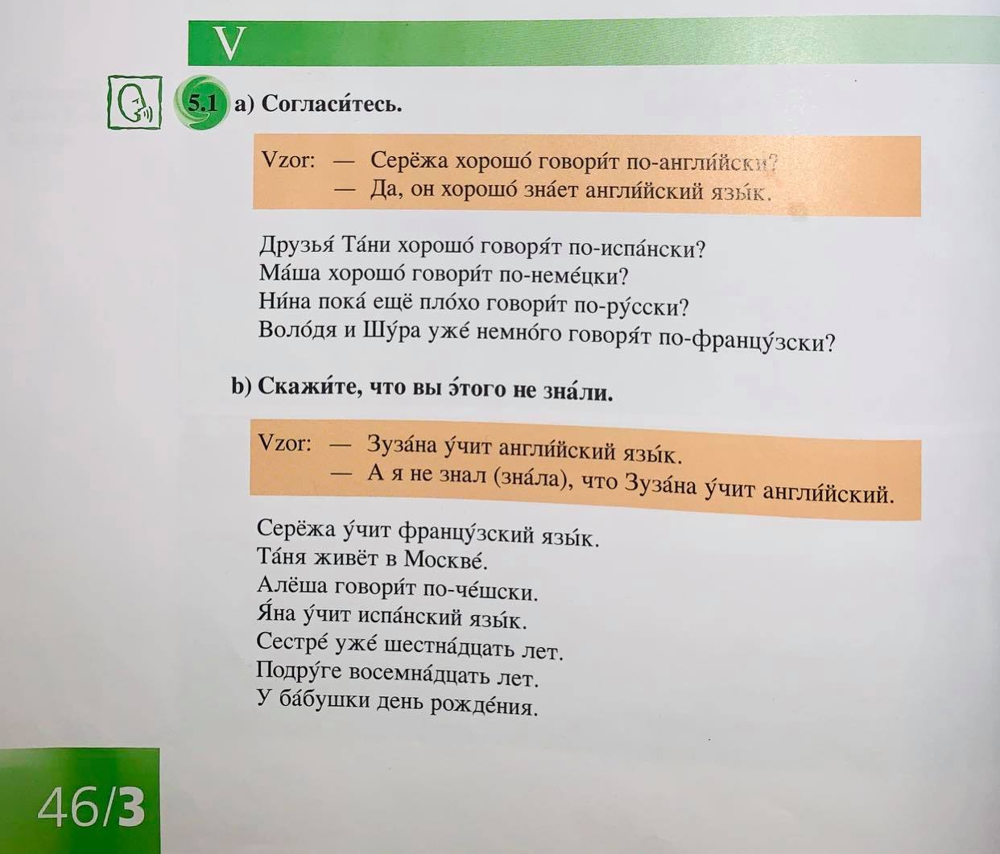 V
5.1 a) Согласи́тесь.
Vzor: — Серёжа хорошо́ говори́т по-англи́йски?
— Да, он хорошо́ зна́ет англи́йский язы́к.
Друзья́ Та́ни хорошо́ говоря́т по-испа́нски?
Ма́ша хорошо́ говори́т по-неме́цки?
Ни́на пока́ ещё пло́хо говори́т по-ру́сски?
Воло́дя и Шу́ра уже́ немно́го говоря́т по-францу́зски?
b) Скажи́те, что вы э́того не зна́ли.
Vzor: — Зуза́на у́чит англи́йский язы́к.
— А я не знал (зна́ла), что Зуза́на у́чит англи́йский.
Серёжа у́чит францу́зский язы́к.
Та́ня живёт в Москве́.
Алёша говори́т по-че́шски.
Я́на у́чит испа́нский язы́к.
Сестре́ уже́ шестна́дцать лет.
Подру́ге восемна́дцать лет.
У ба́бушки день рожде́ния.
46/3